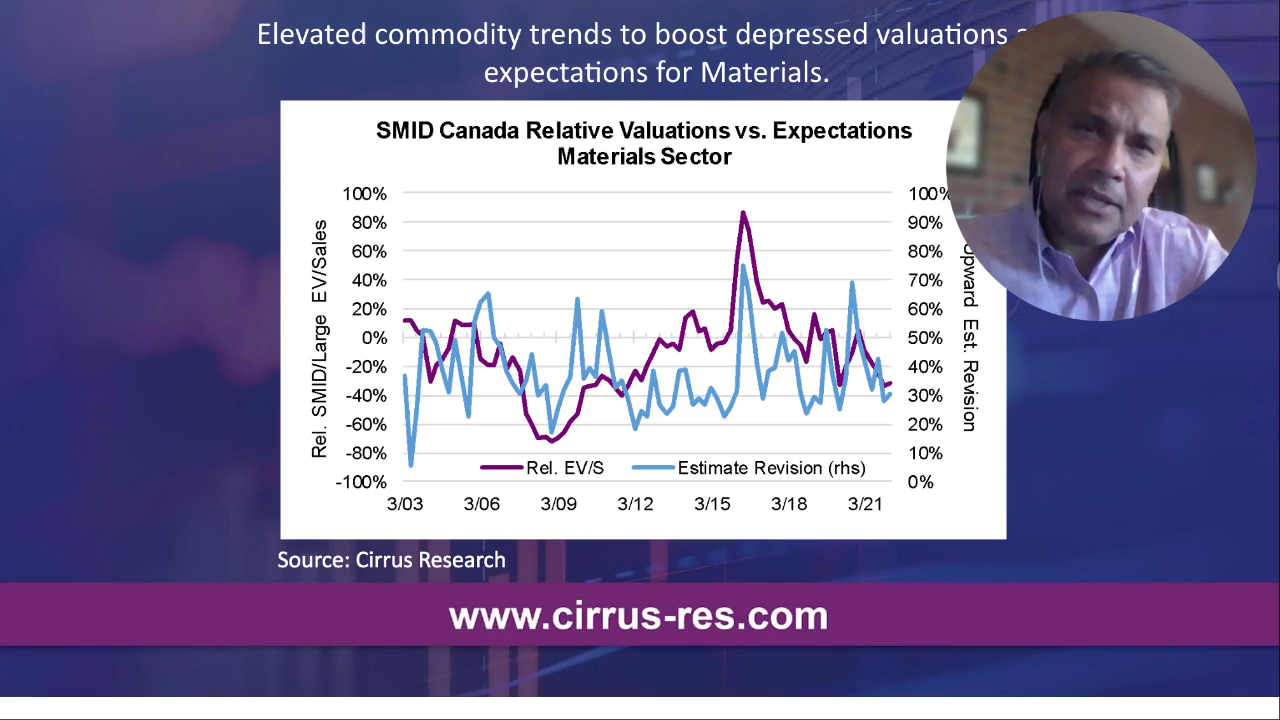 Elevated commodity trends to boost depressed valuations
expectations for Materials.
SMID Canada Relative Valuations vs. Expectations
Materials Sector
Rel. SMID/Large EV/Sales
100%
80%
60%
40%
20%
0%
-20%
-40%
-60%
-80%
-100%
100%
90%
80%
70%
60%
50%
40%
30%
20%
10%
0%
Upward Est. Revision
Rel. EV/S
Estimate Revision (rhs)
3/03 3/06 3/09 3/12 3/15 3/18 3/21
Source: Cirrus Research
www.cirrus-res.com